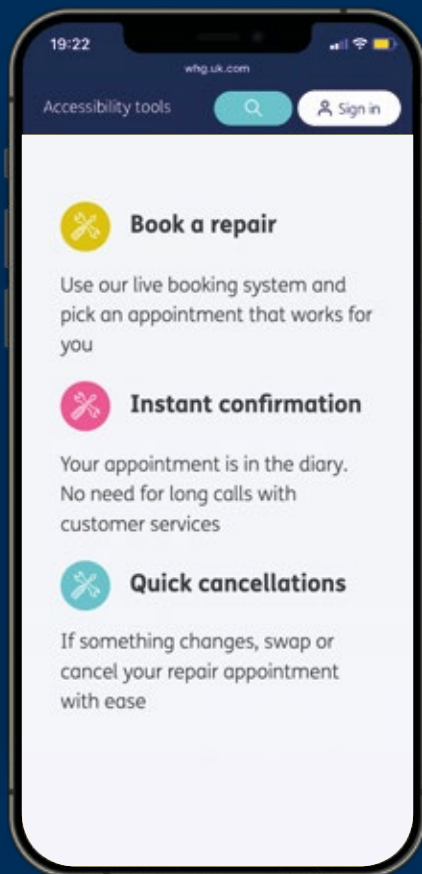 19:22
whg.uk.com
Accessibility tools
Sign in
Book a repair
Use our live booking system and
pick an appointment that works for
you
Instant confirmation
Your appointment is in the diary.
No need for long calls with
customer services
Quick cancellations
If something changes, swap or
cancel your repair appointment
with ease